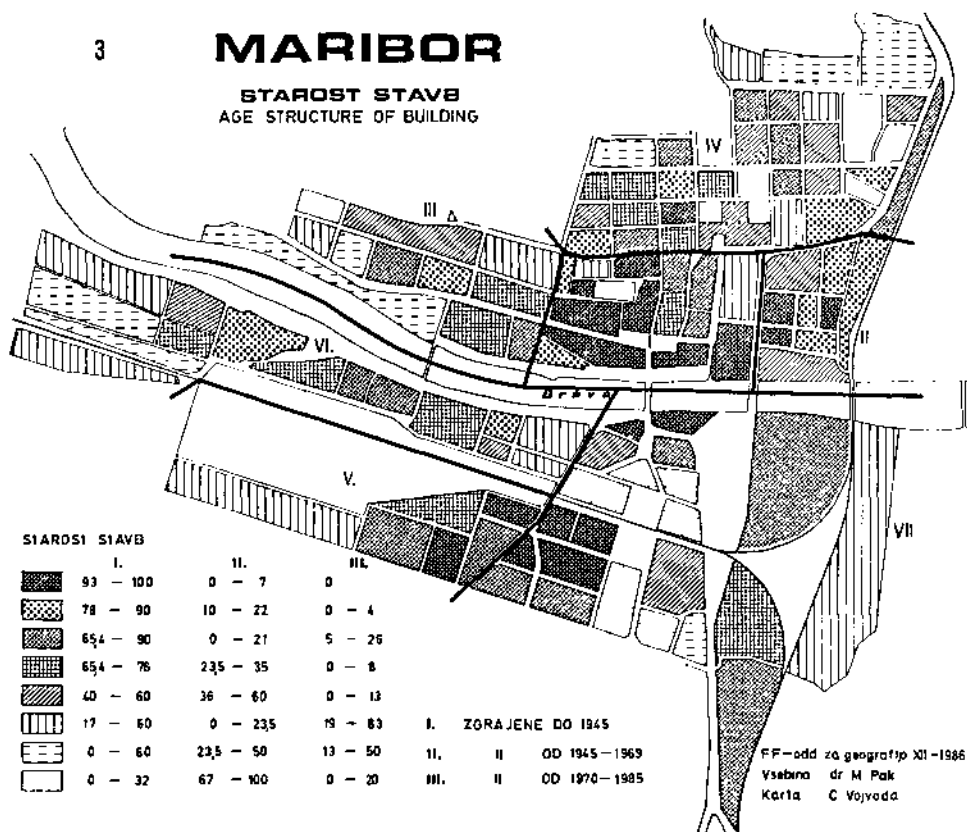 3
MARIBOR
STAROST STAVB
AGE STRUCTURE OF BUILDING
IV
III
Δ
II
VI.
Drava
V.
VII
STAROST STAVB
I. II. III.
93 — 100 0 — 7 0
78 — 90 10 — 22 0 — 4
65,4 — 90 0 — 21 5 — 26
65,4 — 76 23,5 — 35 0 — 8
40 — 60 36 — 60 0 — 13
17 — 60 0 — 23,5 19 — 83
0 — 60 23,5 — 50 13 — 50
0 — 32 67 — 100 0 — 20
I. ZGRAJENE DO 1945
II. II OD 1945—1969
III. II OD 1970—1985
FF—odd za geografijo XII-1986
Vsebina dr M Pak
Karta C Vojvoda